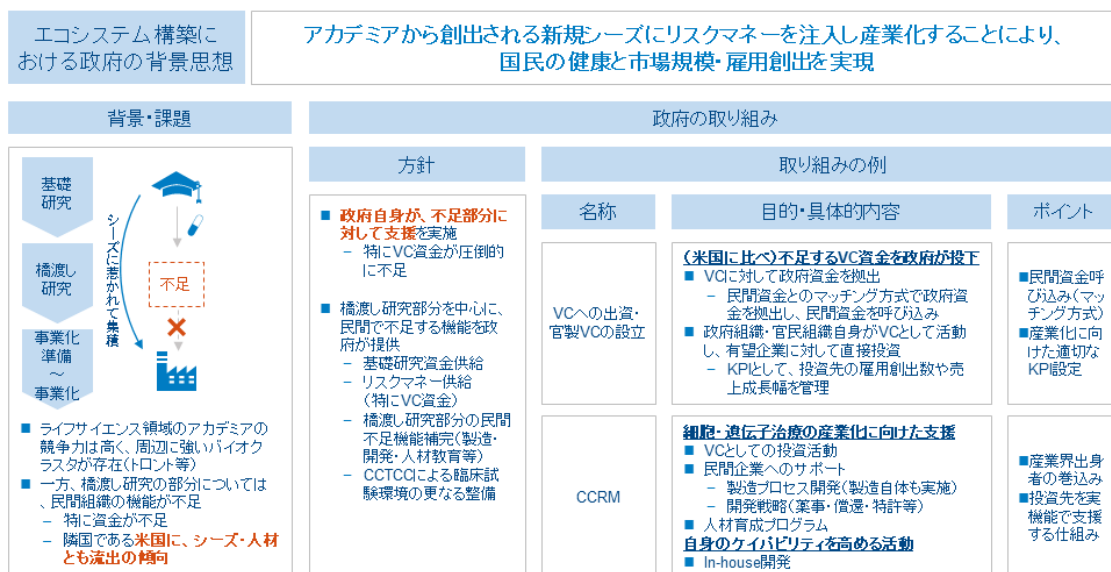 エコシステム構築に
おける政府の背景思想
アカデミアから創出される新規シーズにリスクマネーを注入し産業化することにより、
国民の健康と市場規模・雇用創出を実現
背景・課題
政府の取り組み
基礎
研究
橋渡し
研究
事業化
準備
～
事業化
シーズに惹かれて集積
不足
■ ライフサイエンス領域のアカデミアの
競争力は高く、周辺に強いバイオク
ラスタが存在(トロント等)
■ 一方、橋渡し研究の部分については
、民間組織の機能が不足
－ 特に資金が不足
－ 隣国である米国に、シーズ・人材
とも流出の傾向
方針
■ 政府自身が、不足部分に
対して支援を実施
－ 特にVC資金が圧倒的
に不足
■ 橋渡し研究部分を中心に、
民間で不足する機能を政
府が提供
－ 基礎研究資金供給
－ リスクマネー供給
(特にVC資金)
－ 橋渡し研究部分の民間
不足機能補完(製造・
開発・人材教育等)
－ CCTCCによる臨床試
験環境の更なる整備
取り組みの例
名称
目的・具体的内容
ポイント
VCへの出資・
官製VCの設立
(米国に比べ)不足するVC資金を政府が投下
■ VCに対して政府資金を拠出
－ 民間資金とのマッチング方式で政府資
金を拠出し、民間資金を呼び込み
■ 政府組織・官民組織自身がVCとして活動
し、有望企業に対して直接投資
－ KPIとして、投資先の雇用創出数や売
上成長幅を管理
■民間資金呼
び込み(マッ
チング方式)
■産業化に向
けた適切な
KPI設定
CCRM
細胞・遺伝子治療の産業化に向けた支援
■ VCとしての投資活動
■ 民間企業へのサポート
－ 製造プロセス開発(製造自体も実施)
－ 開発戦略(薬事・償還・特許等)
■ 人材育成プログラム
自身のケイパビリティを高める活動
■ In-house開発
■産業界出身
者の巻込み
■投資先を実
機能で支援
する仕組み